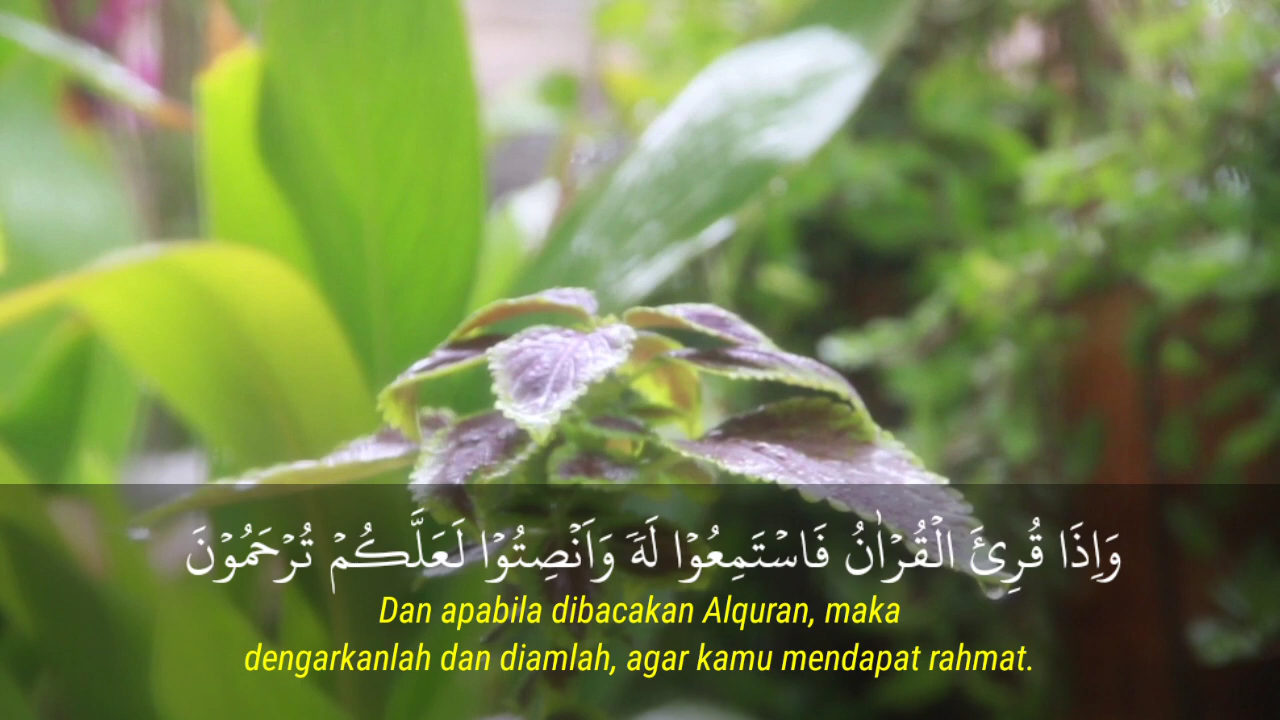 وَاِذَا قُرِئَ الْقُرْاٰنُ فَاسْتَمِعُوْا لَهٗ وَاَنْصِتُوْا لَعَلَّكُمْ تُرْحَمُوْنَ
Dan apabila dibacakan Alquran, maka
dengarkanlah dan diamlah, agar kamu mendapat rahmat.